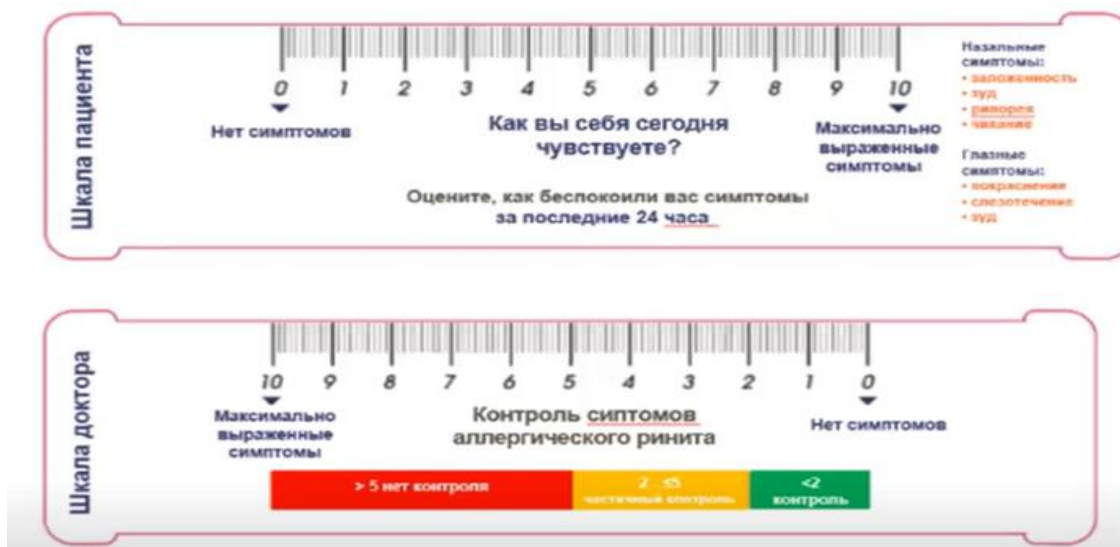 Шкала пациента
0 1 2 3 4 5 6 7 8 9 10
Нет симптомов
Как вы себя сегодня
чувствуете?
Максимально
выраженные
симптомы
Оцените, как беспокоили вас симптомы
за последние 24 часа
Назальные
симптомы:
• заложенность
• зуд
• ринорея
• чихание
Глазные
симптомы:
• покраснение
• слезотечение
• зуд
Шкала доктора
10 9 8 7 6 5 4 3 2 1 0
Максимально
выраженные
симптомы
Контроль сиптомов
аллергического ринита
Нет симптомов
> 5 нет контроля
2 ≤5
частичный контроль
<2
контроль